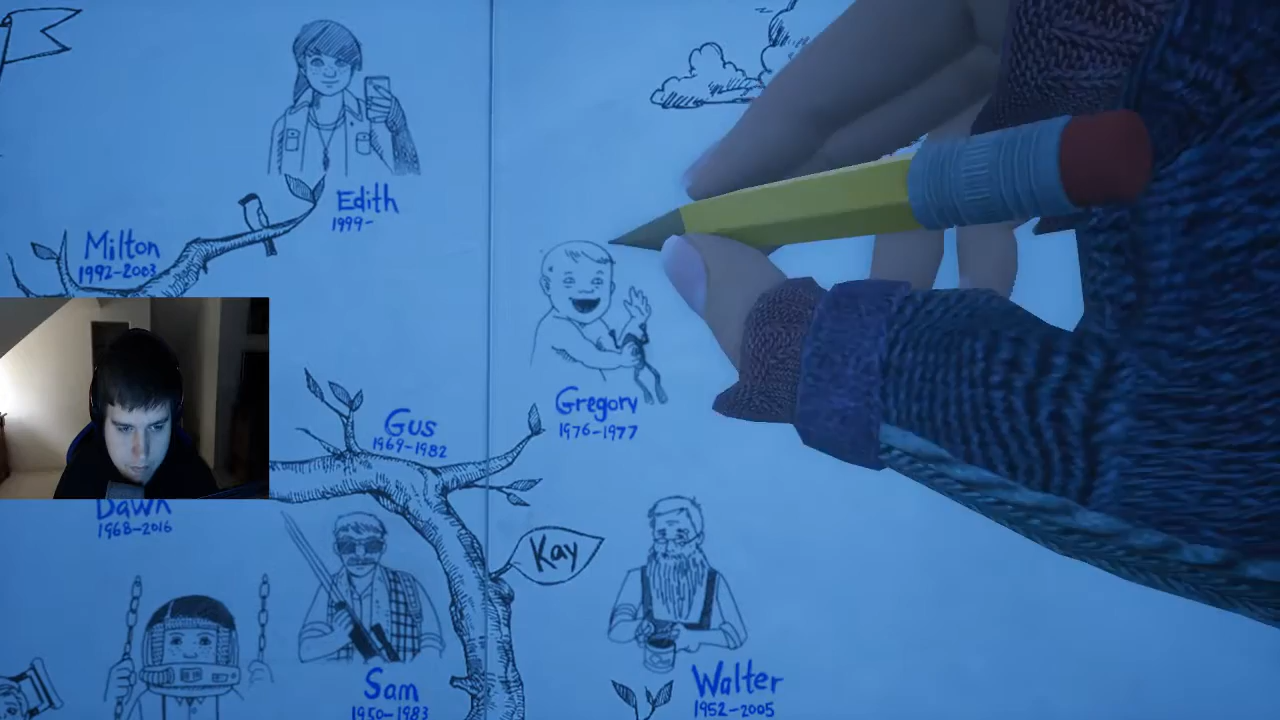 Edith
1999-
Milton
1992-2003
Gregory
1976-1977
Gus
1969-1982
Dawn
1968-2016
Kay
Sam
1950-1983
Walter
1952-2005